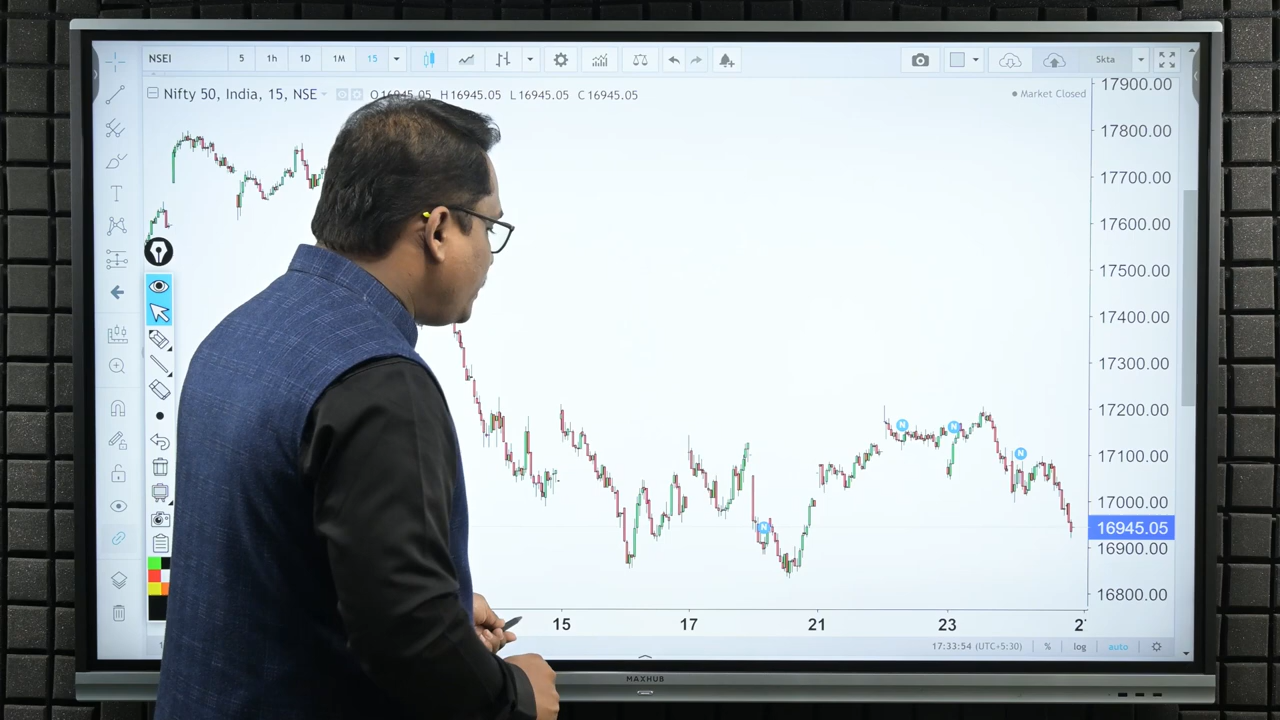 NSEI 5 1h 1D 1M 15 Skta
Nifty 50, India, 15, NSE O16945.05 H16945.05 L16945.05 C16945.05 Market Closed
17900.00
17800.00
17700.00
17600.00
17500.00
17400.00
17300.00
17200.00
N N
17100.00
N
17000.00
N
16945.05
16900.00
16800.00
15 17 21 23
17:33:54 (UTC+5:30) % log auto
MAXHUB